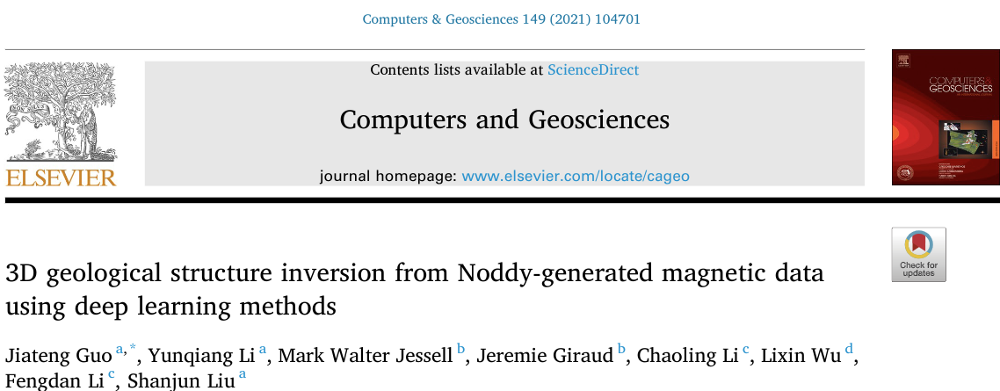 Computers & Geosciences 149 (2021) 104701
Contents lists available at ScienceDirect
Computers and Geosciences
journal homepage: www.elsevier.com/locate/cageo
ELSEVIER
COMPUTERS&
GEOSCIENCES
Check for
updates
3D geological structure inversion from Noddy-generated magnetic data
using deep learning methods
Jiateng Guo a,*, Yunqiang Li a, Mark Walter Jessell b, Jeremie Giraud b, Chaoling Li c, Lixin Wu d,
Fengdan Li c, Shanjun Liu a